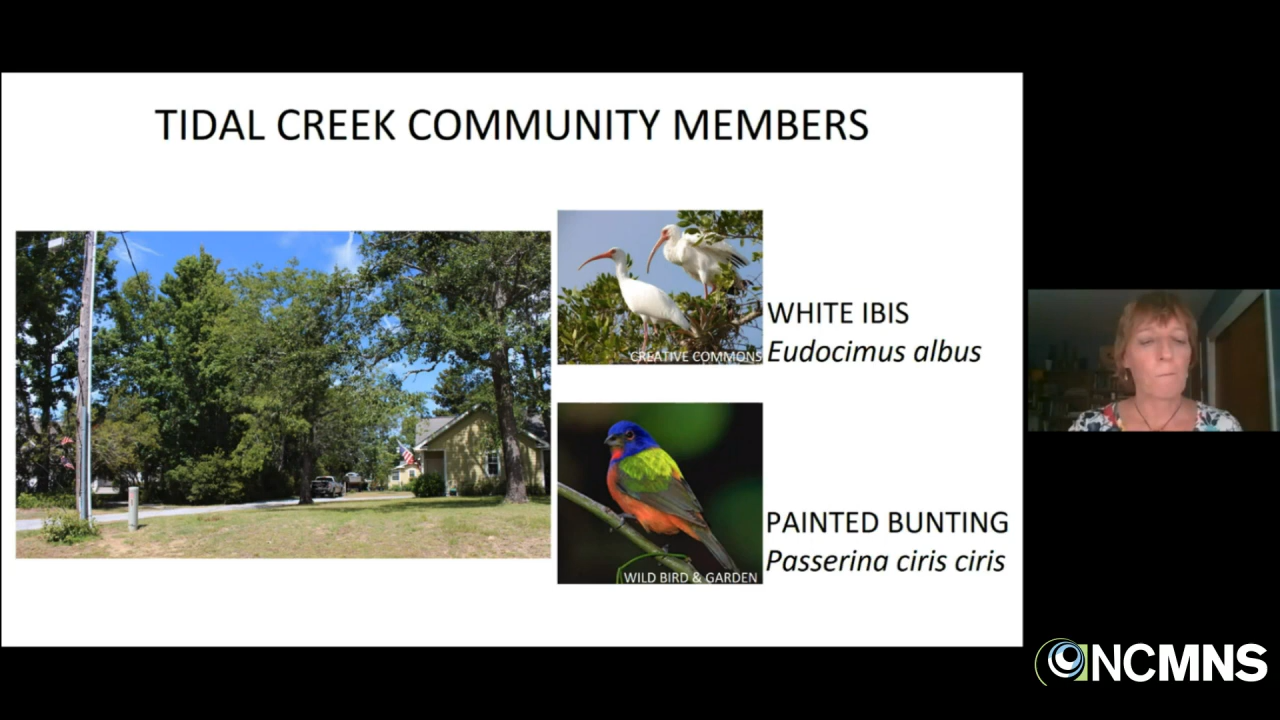 TIDAL CREEK COMMUNITY MEMBERS
CREATIVE COMMONS
WHITE IBIS
Eudocimus albus
WILD BIRD & GARDEN
PAINTED BUNTING
Passerina ciris ciris
NCMNS